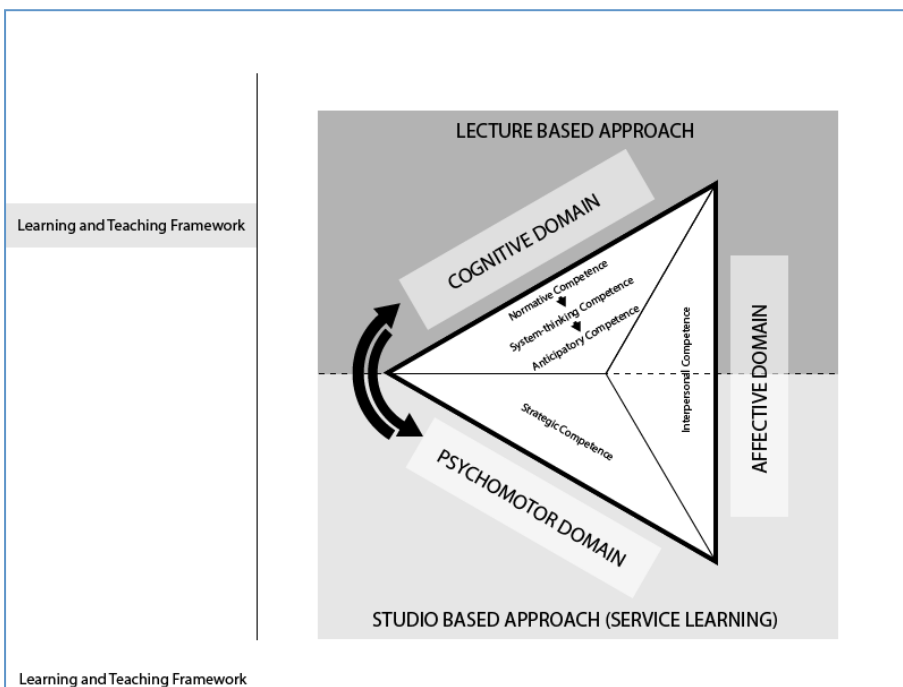 LECTURE BASED APPROACH
Learning and Teaching Framework
COGNITIVE DOMAIN
Normative Competence
System-thinking Competence
Anticipatory Competence
Interpersonal Competence
AFFECTIVE DOMAIN
Strategic Competence
PSYCHOMOTOR DOMAIN
STUDIO BASED APPROACH (SERVICE LEARNING)
Learning and Teaching Framework